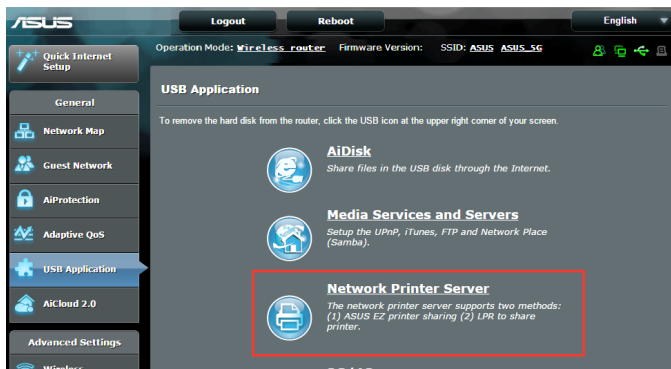 ASUS
Logout
Reboot
English
Quick Internet
Setup
Operation Mode: Wireless router Firmware Version: SSID: ASUS ASUS_5G
General
Network Map
Guest Network
AiProtection
Adaptive QoS
USB Application
AiCloud 2.0
Advanced Settings
Wireless
USB Application
To remove the hard disk from the router, click the USB icon at the upper right corner of your screen.
AiDisk
Share files in the USB disk through the Internet.
Media Services and Servers
Setup the UPnP, iTunes, FTP and Network Place
(Samba).
Network Printer Server
The network printer server supports two methods:
(1) ASUS EZ printer sharing (2) LPR to share
printer.